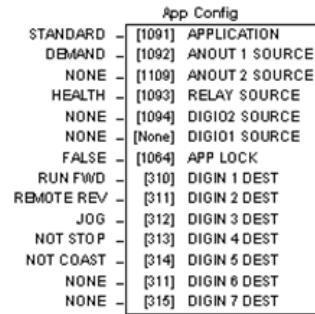 App Config
STANDARD – [1091] APPLICATION
DEMAND – [1092] ANOUT 1 SOURCE
NONE – [1109] ANOUT 2 SOURCE
HEALTH – [1093] RELAY SOURCE
NONE – [1094] DIGIO2 SOURCE
NONE – [None] DIGIO1 SOURCE
FALSE – [1064] APP LOCK
RUN FWD – [310] DIGIN 1 DEST
REMOTE REV – [311] DIGIN 2 DEST
JOG – [312] DIGIN 3 DEST
NOT STOP – [313] DIGIN 4 DEST
NOT COAST – [314] DIGIN 5 DEST
NONE – [311] DIGIN 6 DEST
NONE – [315] DIGIN 7 DEST